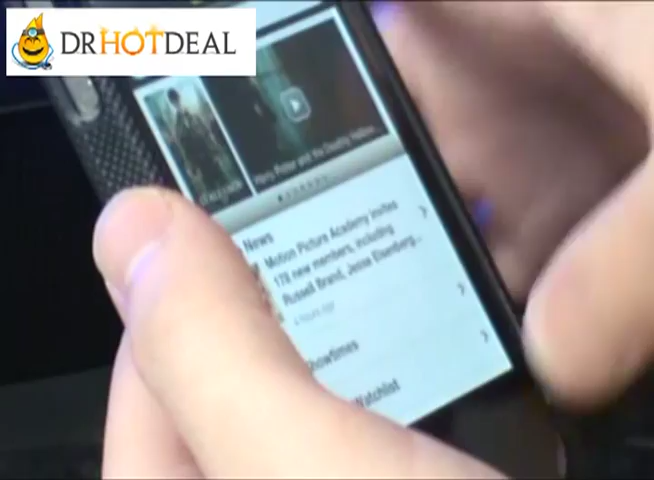 DRHOTDEAL
Harry Potter and the Deathly Hallows
News
Motion Picture Academy invites
178 new members, including
Russell Brand, Jesse Eisenberg...
Showtimes
Watchlist